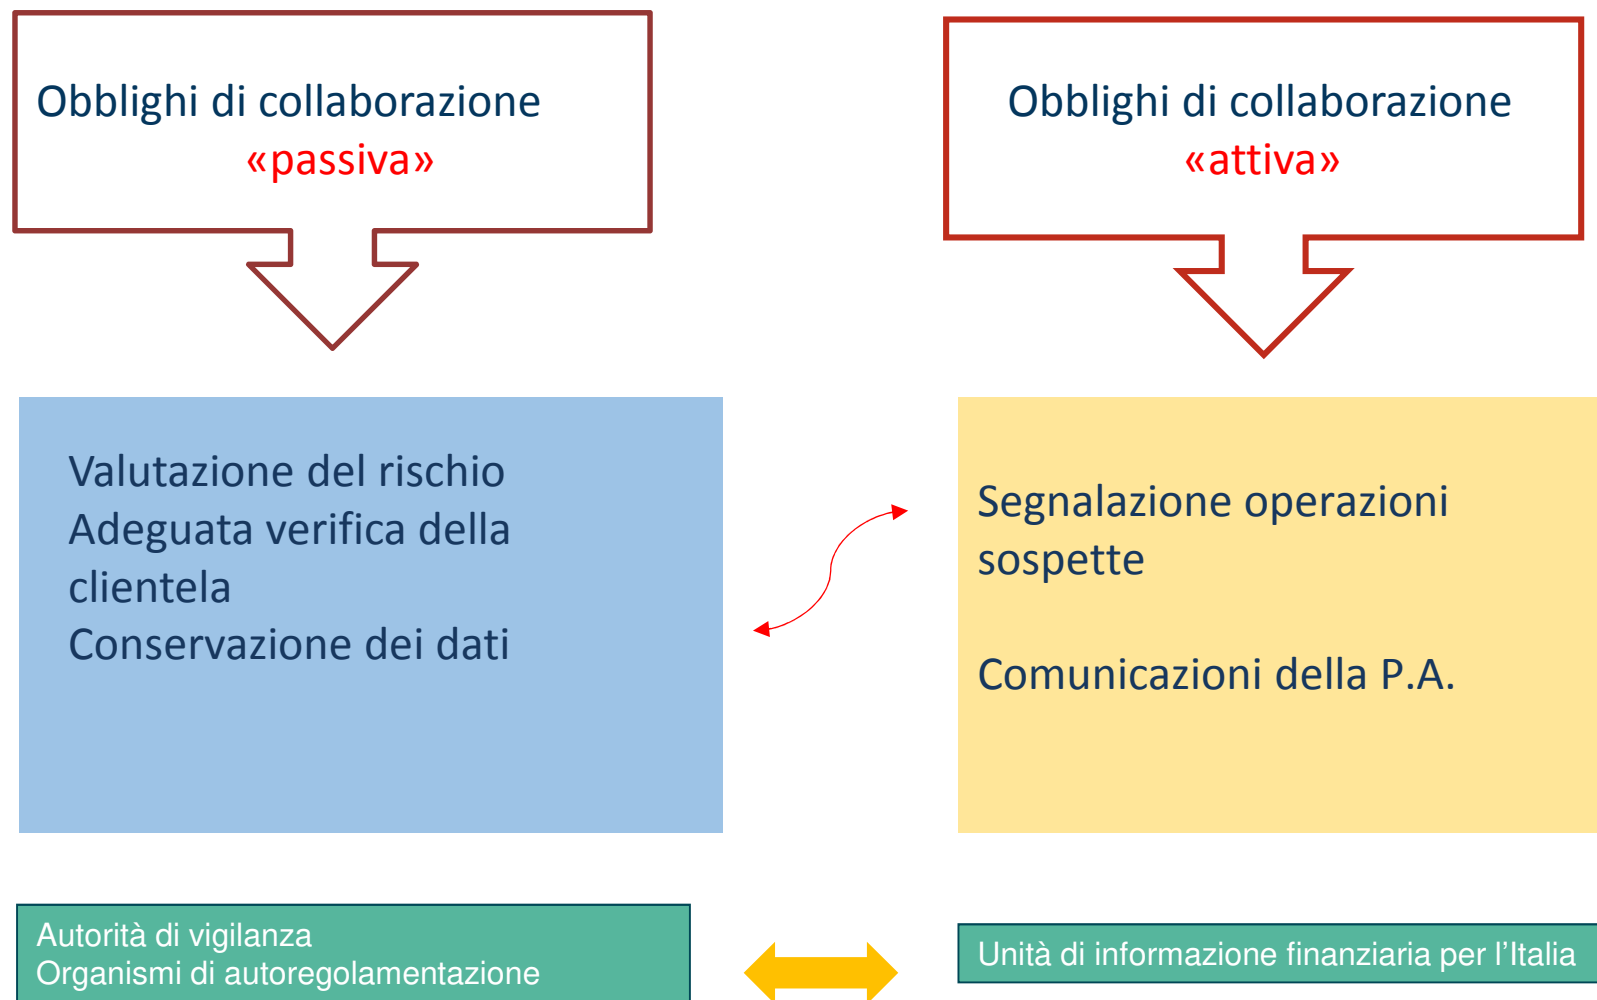 Obblighi di collaborazione
«passiva»
Obblighi di collaborazione
«attiva»
Valutazione del rischio
Adeguata verifica della
clientela
Conservazione dei dati
Segnalazione operazioni
sospette
Comunicazioni della P.A.
Autorità di vigilanza
Organismi di autoregolamentazione
Unità di informazione finanziaria per l’Italia